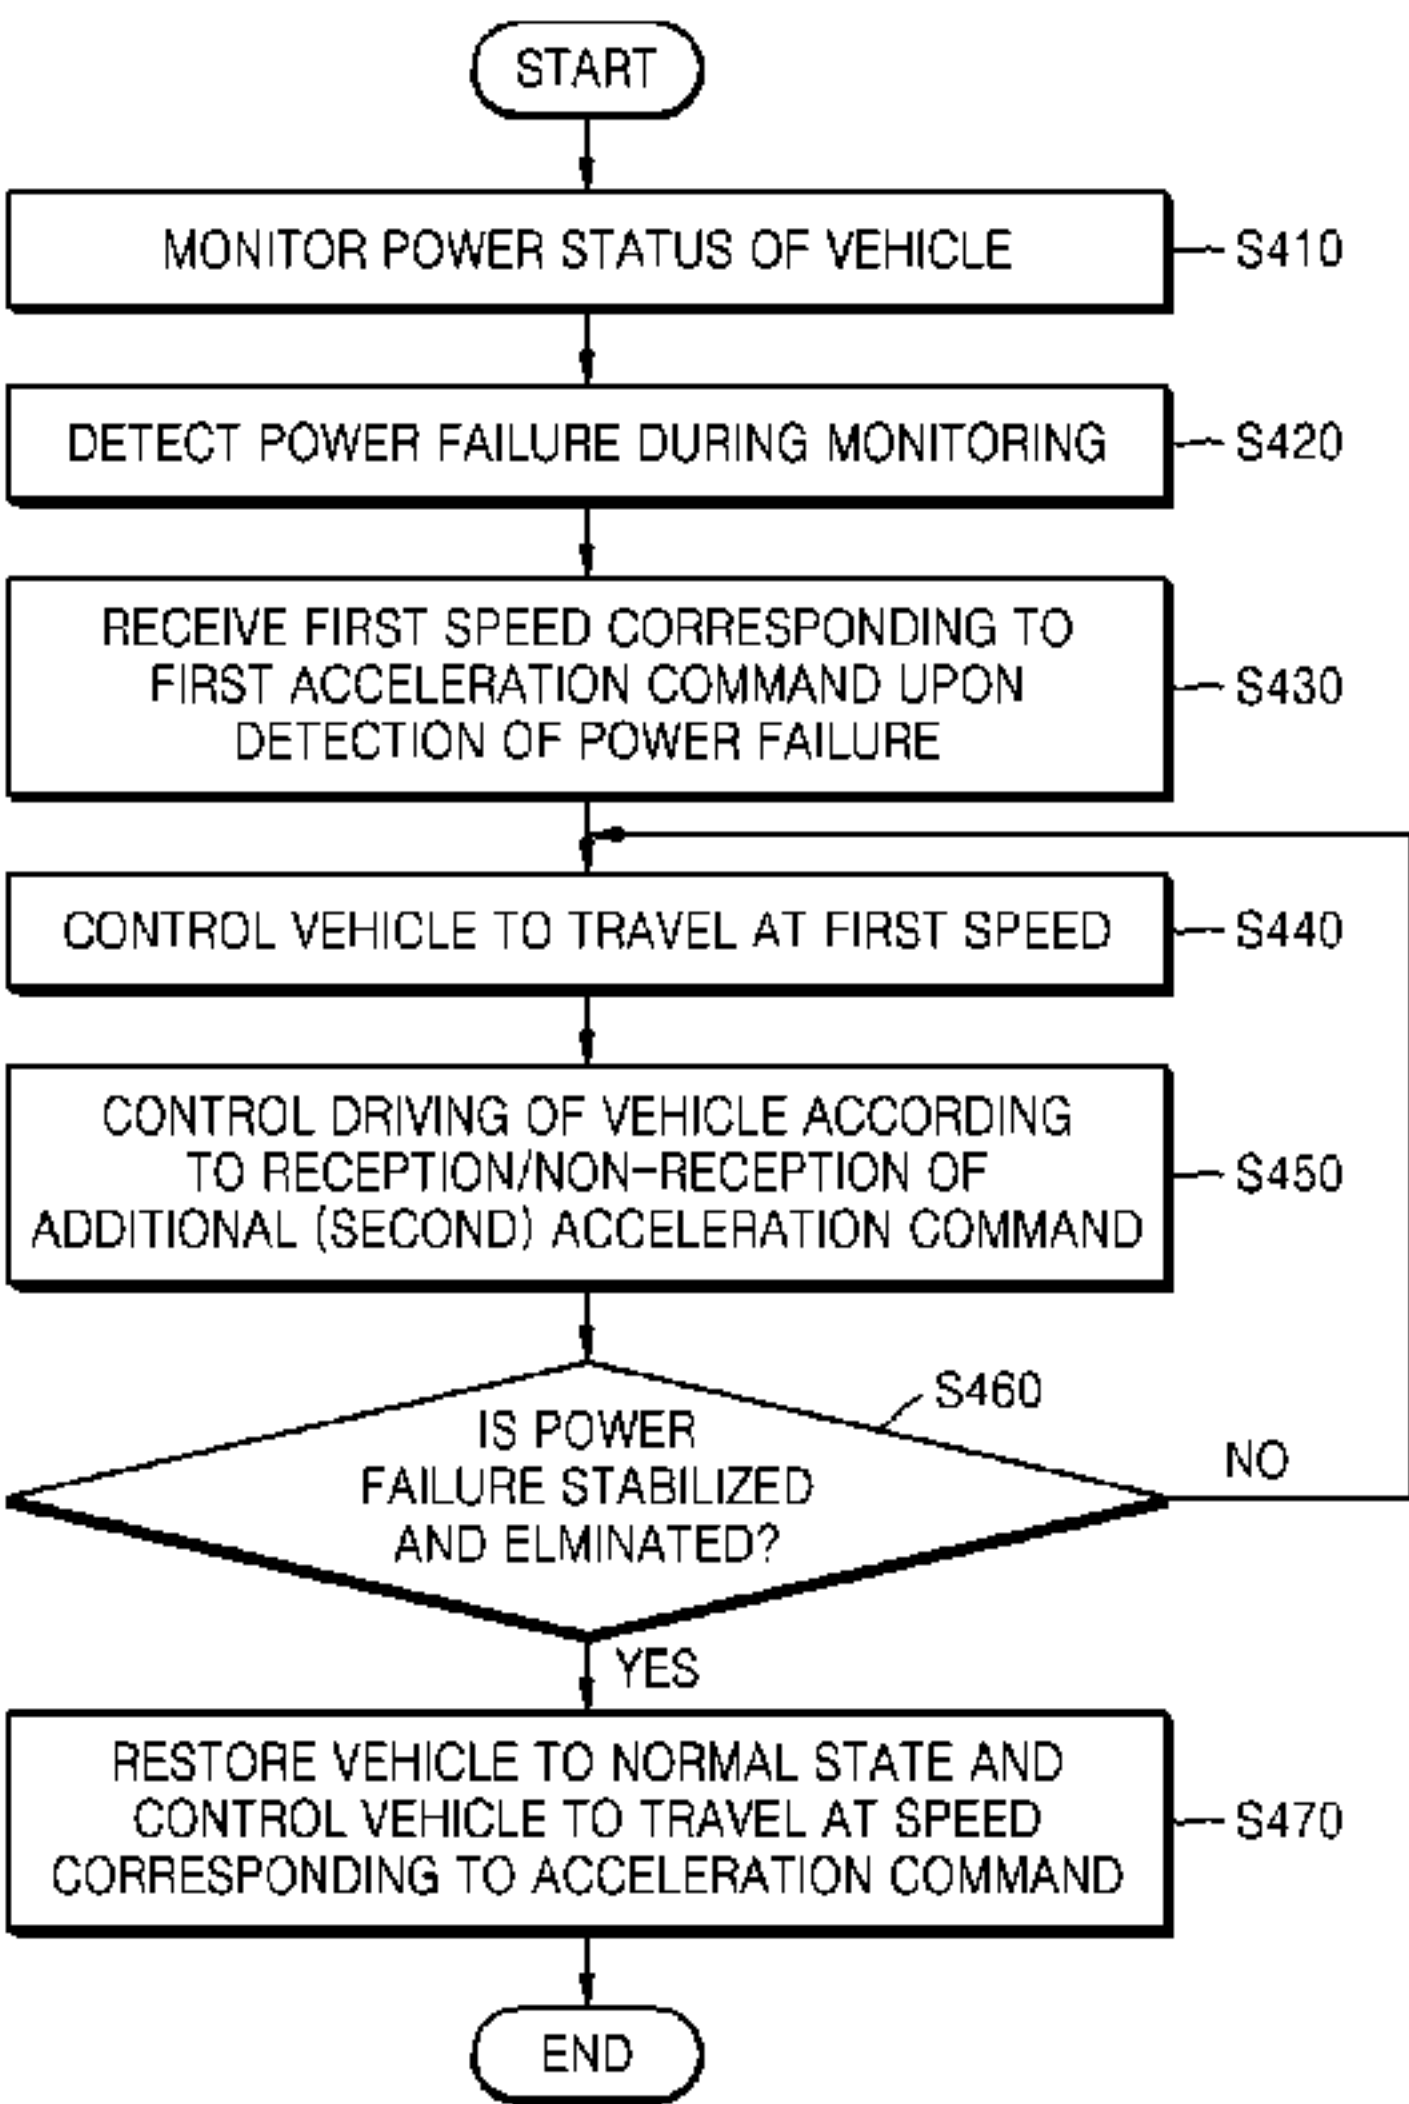 START
MONITOR POWER STATUS OF VEHICLE
S410
DETECT POWER FAILURE DURING MONITORING
S420
RECEIVE FIRST SPEED CORRESPONDING TO
FIRST ACCELERATION COMMAND UPON
DETECTION OF POWER FAILURE
S430
CONTROL VEHICLE TO TRAVEL AT FIRST SPEED
S440
CONTROL DRIVING OF VEHICLE ACCORDING
TO RECEPTION/NON-RECEPTION OF
ADDITIONAL (SECOND) ACCELERATION COMMAND
S450
S460
IS POWER
FAILURE STABILIZED
AND ELMINATED?
NO
YES
RESTORE VEHICLE TO NORMAL STATE AND
CONTROL VEHICLE TO TRAVEL AT SPEED
CORRESPONDING TO ACCELERATION COMMAND
S470
END